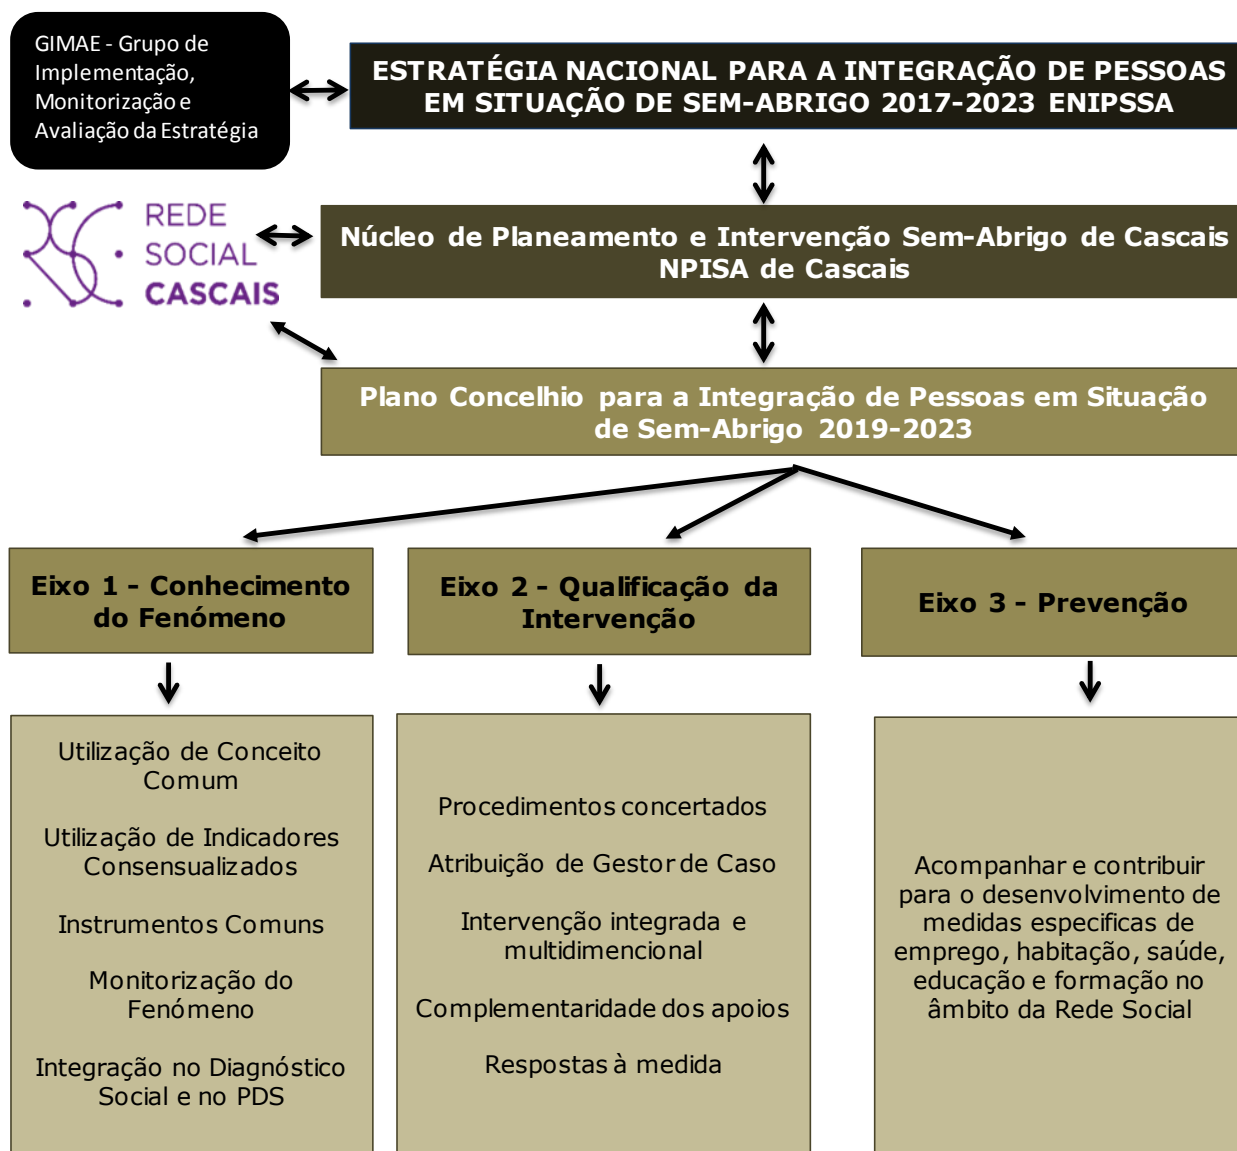 GIMAE - Grupo de
Implementação,
Monitorização e
Avaliação da Estratégia
ESTRATÉGIA NACIONAL PARA A INTEGRAÇÃO DE PESSOAS
EM SITUAÇÃO DE SEM-ABRIGO 2017-2023 ENIPSSA
REDE
SOCIAL
CASCAIS
Núcleo de Planeamento e Intervenção Sem-Abrigo de Cascais
NPISA de Cascais
Plano Concelhio para a Integração de Pessoas em Situação
de Sem-Abrigo 2019-2023
Eixo 1 - Conhecimento
do Fenómeno
Eixo 2 - Qualificação da
Intervenção
Eixo 3 - Prevenção
Utilização de Conceito
Comum
Utilização de Indicadores
Consensualizados
Instrumentos Comuns
Monitorização do
Fenómeno
Integração no Diagnóstico
Social e no PDS
Procedimentos concertados
Atribuição de Gestor de Caso
Intervenção integrada e
multidimencional
Complementaridade dos apoios
Respostas à medida
Acompanhar e contribuir
para o desenvolvimento de
medidas especificas de
emprego, habitação, saúde,
educação e formação no
âmbito da Rede Social